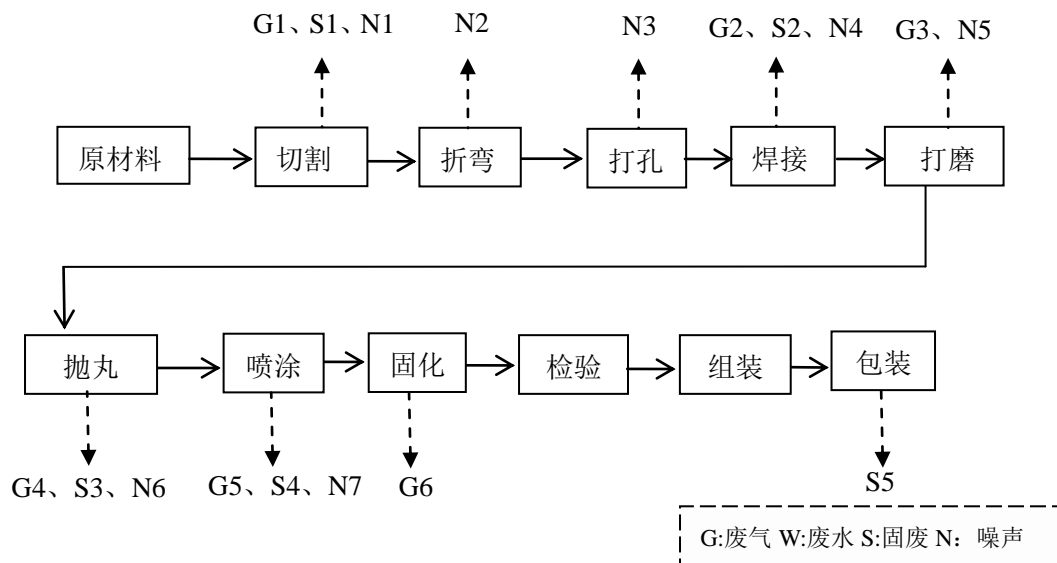 G1、S1、N1 N2 N3 G2、S2、N4 G3、N5
原材料 切割 折弯 打孔 焊接 打磨
抛丸 喷涂 固化 检验 组装 包装
G4、S3、N6 G5、S4、N7 G6 S5
G:废气 W:废水 S:固废 N：噪声